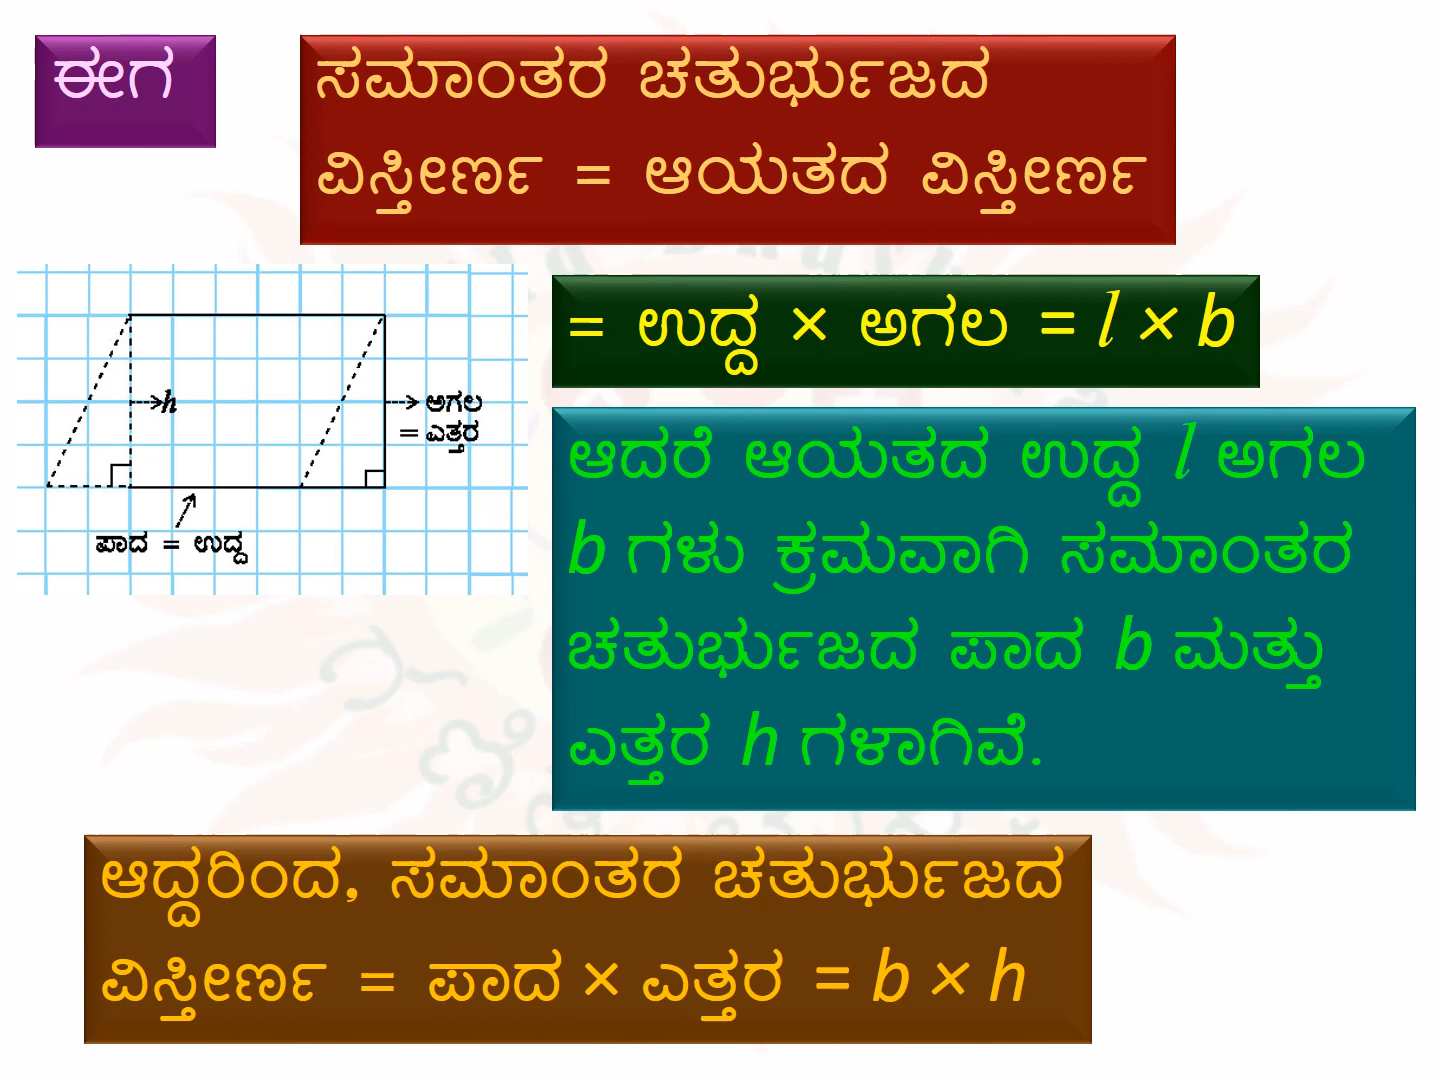 ಈಗ
ಸಮಾಂತರ ಚತುರ್ಭುಜದ
ವಿಸ್ತೀರ್ಣ = ಆಯತದ ವಿಸ್ತೀರ್ಣ
= ಉದ್ದ × ಅಗಲ = l × b
h
ಅಗಲ
= ಎತ್ತರ
ಪಾದ = ಉದ್ದ
ಆದರೆ ಆಯತದ ಉದ್ದ l ಅಗಲ
b ಗಳು ಕ್ರಮವಾಗಿ ಸಮಾಂತರ
ಚತುರ್ಭುಜದ ಪಾದ b ಮತ್ತು
ಎತ್ತರ h ಗಳಾಗಿವೆ.
ಆದ್ದರಿಂದ, ಸಮಾಂತರ ಚತುರ್ಭುಜದ
ವಿಸ್ತೀರ್ಣ = ಪಾದ × ಎತ್ತರ = b × h